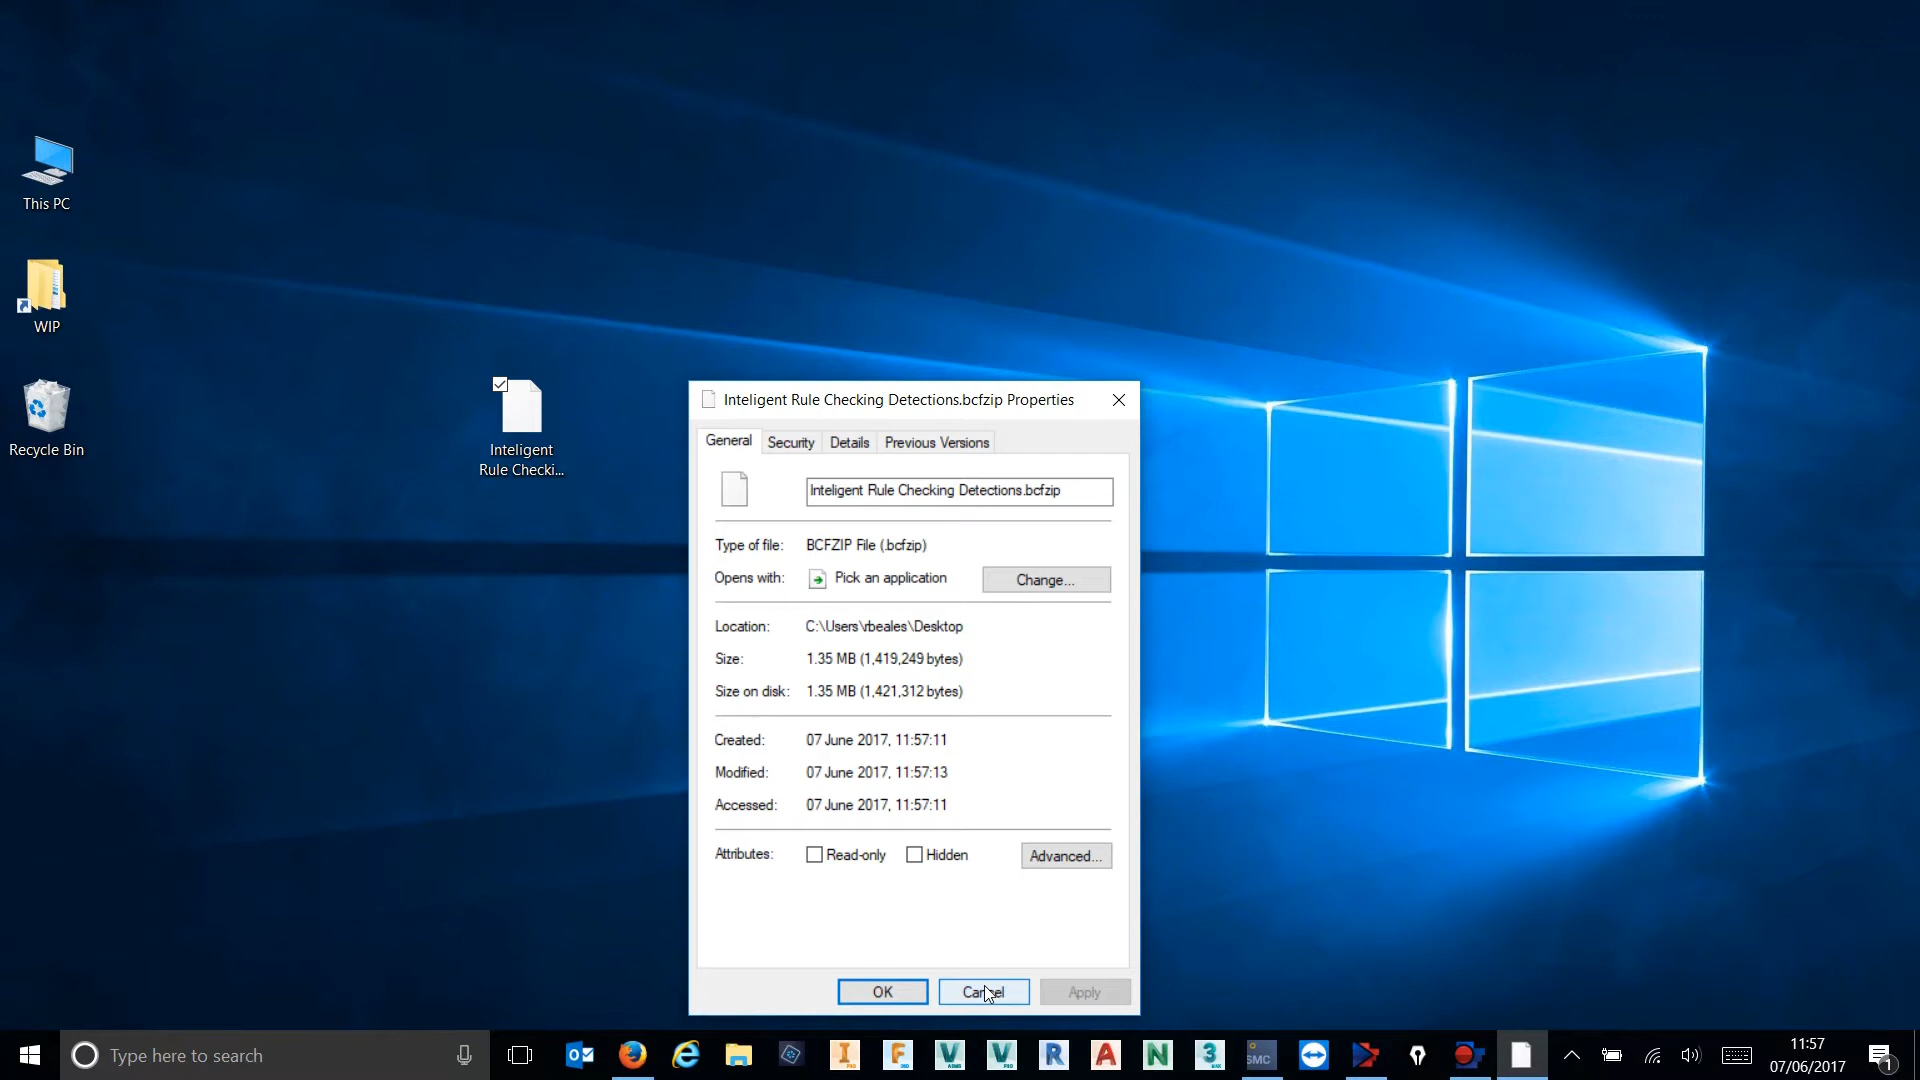 This PC
WIP
Recycle Bin
Inteligent
Rule Checki...
Inteligent Rule Checking Detections.bcfzip Properties
General Security Details Previous Versions
Inteligent Rule Checking Detections.bcfzip
Type of file: BCFZIP File (.bcfzip)
Opens with: Pick an application Change...
Location: C:\Users\rbeales\Desktop
Size: 1.35 MB (1,419,249 bytes)
Size on disk: 1.35 MB (1,421,312 bytes)
Created: 07 June 2017, 11:57:11
Modified: 07 June 2017, 11:57:13
Accessed: 07 June 2017, 11:57:11
Attributes: Read-only Hidden Advanced...
OK Cancel Apply
Type here to search
I F V V R A N 3 SMC
11:57
07/06/2017
1